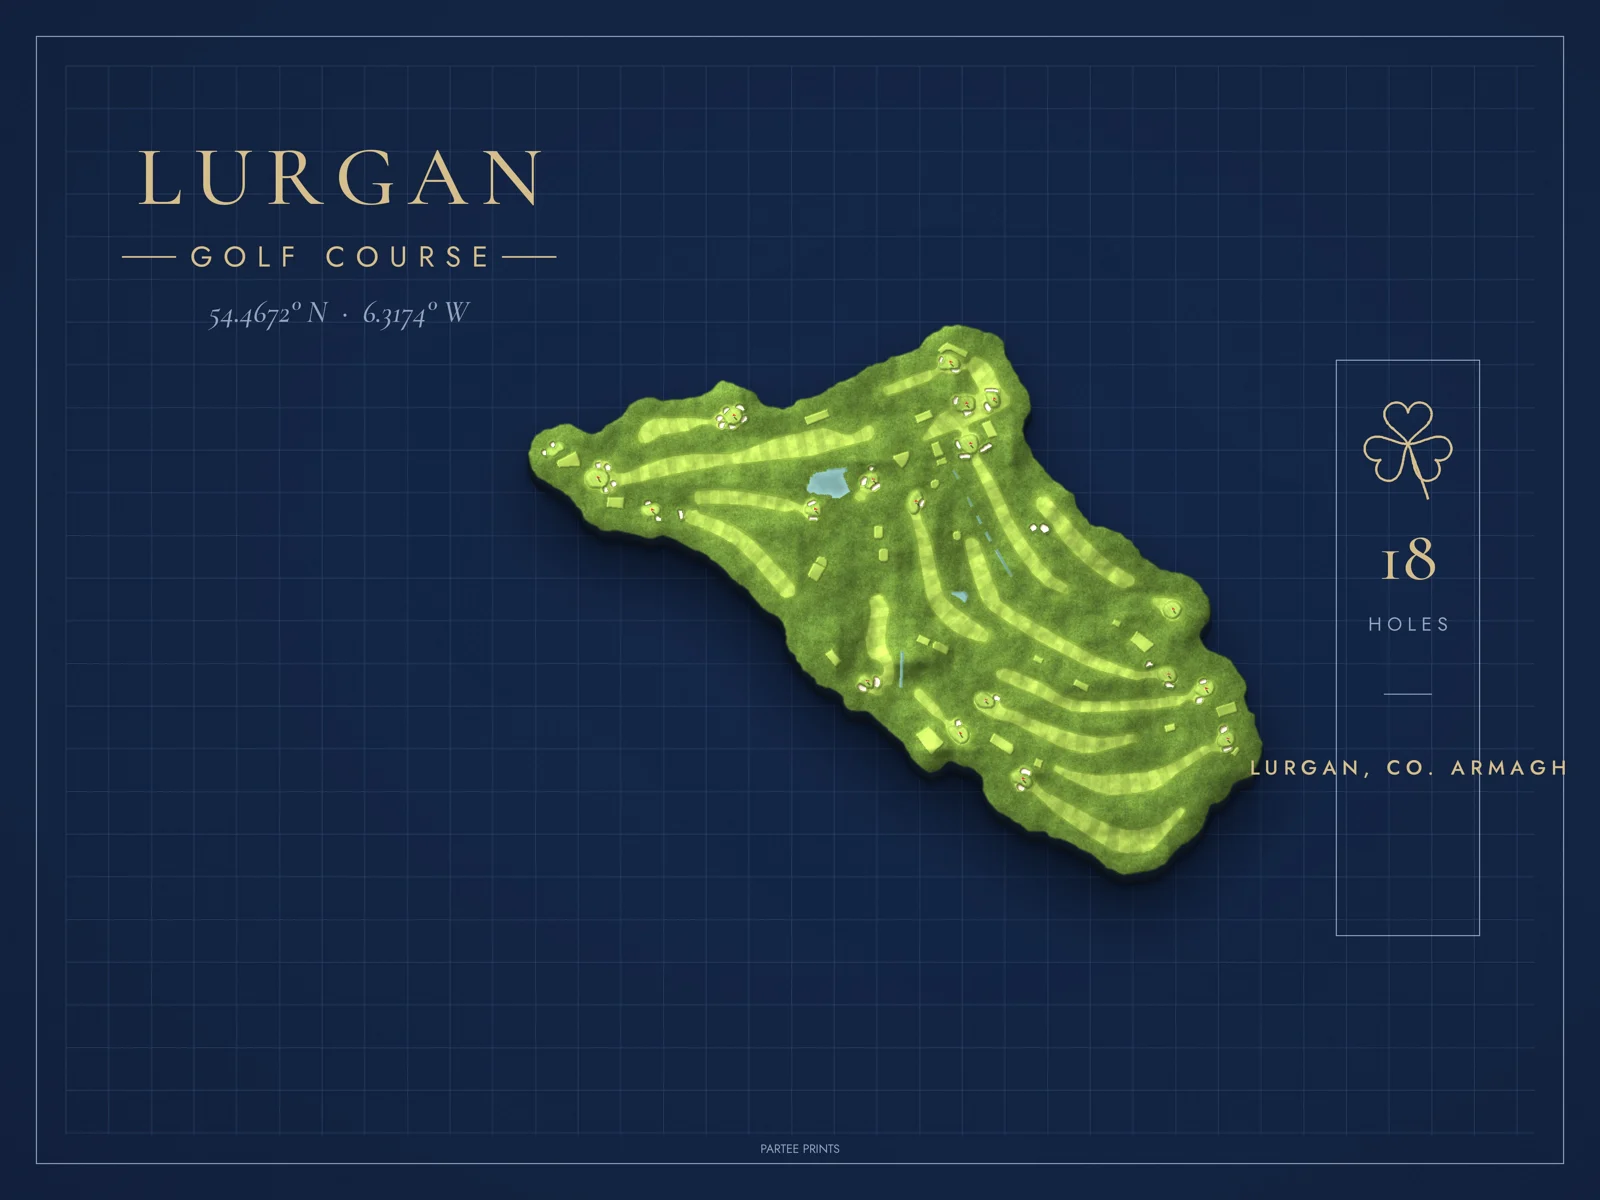 LURGAN
GOLF COURSE
54.4672° N · 6.3174° W
18
HOLES
LURGAN, CO. ARMAGH
PARTEE PRINTS